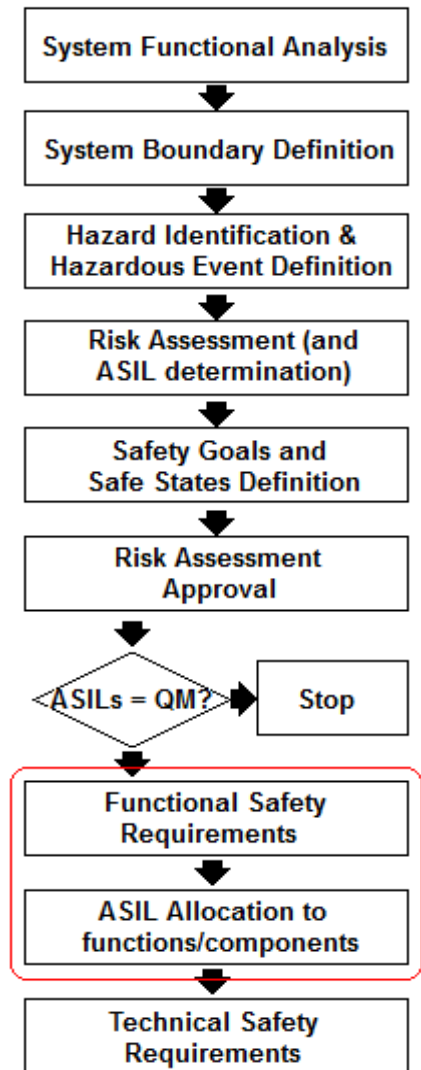 System Functional Analysis
System Boundary Definition
Hazard Identification &
Hazardous Event Definition
Risk Assessment (and
ASIL determination)
Safety Goals and
Safe States Definition
Risk Assessment
Approval
ASILs = QM?
Stop
Functional Safety
Requirements
ASIL Allocation to
functions/components
Technical Safety
Requirements